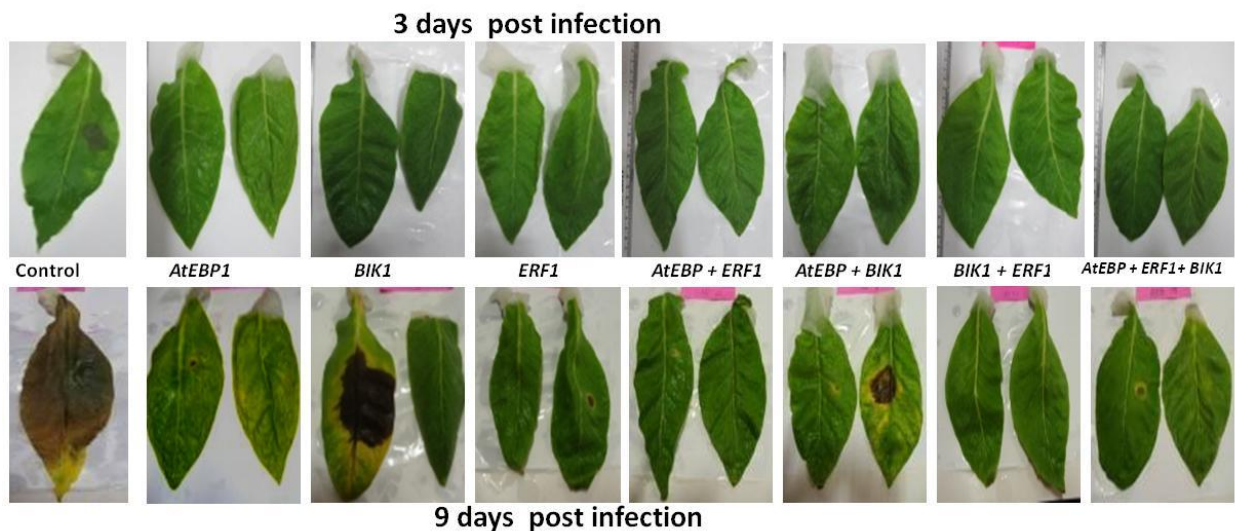 3 days post infection
Control AtEBP1 BIK1 ERF1 AtEBP + ERF1 AtEBP + BIK1 BIK1 + ERF1 AtEBP + ERF1+ BIK1
9 days post infection